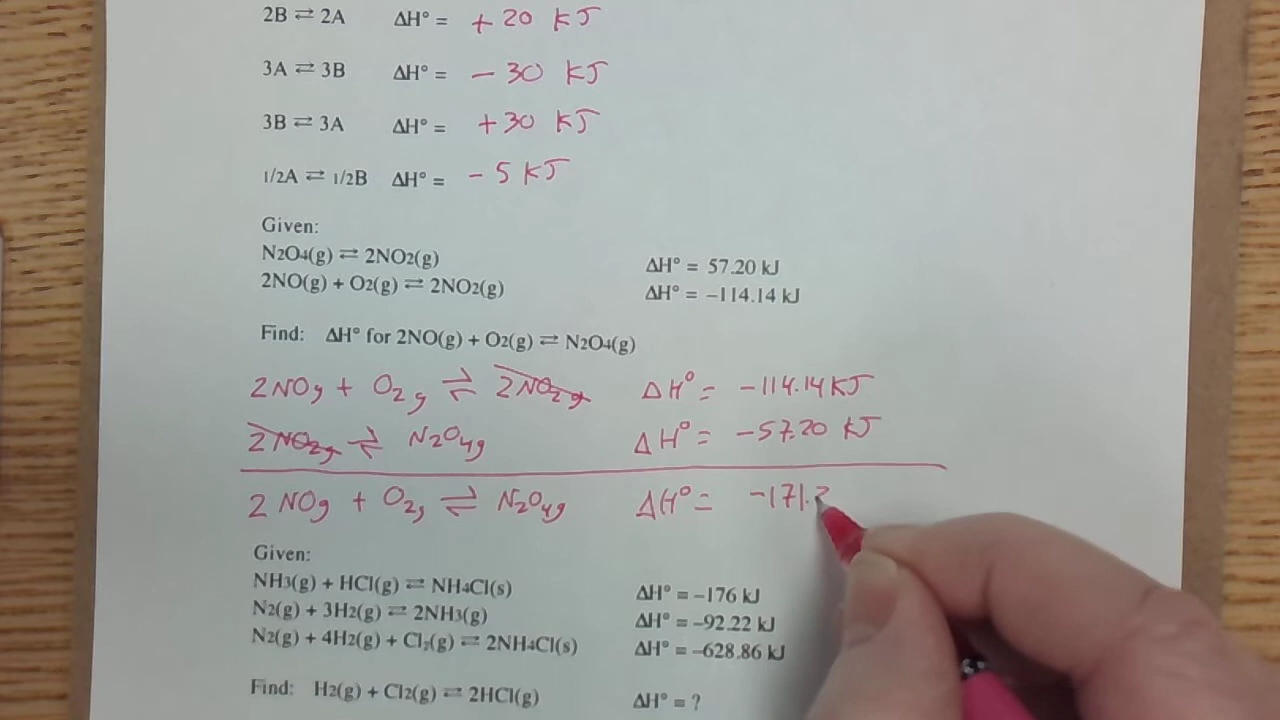 2B ⇌ 2A ΔH° = +20 kJ
3A ⇌ 3B ΔH° = -30 kJ
3B ⇌ 3A ΔH° = +30 kJ
1/2A ⇌ 1/2B ΔH° = -5 kJ
Given:
N2O4(g) ⇌ 2NO2(g) ΔH° = 57.20 kJ
2NO(g) + O2(g) ⇌ 2NO2(g) ΔH° = –114.14 kJ
Find: ΔH° for 2NO(g) + O2(g) ⇌ N2O4(g)
2NOg + O2g ⇌ 2NO2g ΔH° = -114.14 kJ
2NO2g ⇌ N2O4g ΔH° = -57.20 kJ
2 NOg + O2g ⇌ N2O4g ΔH° = -171.
Given:
NH3(g) + HCl(g) ⇌ NH4Cl(s) ΔH° = –176 kJ
N2(g) + 3H2(g) ⇌ 2NH3(g) ΔH° = –92.22 kJ
N2(g) + 4H2(g) + Cl2(g) ⇌ 2NH4Cl(s) ΔH° = –628.86 kJ
Find: H2(g) + Cl2(g) ⇌ 2HCl(g) ΔH° = ?